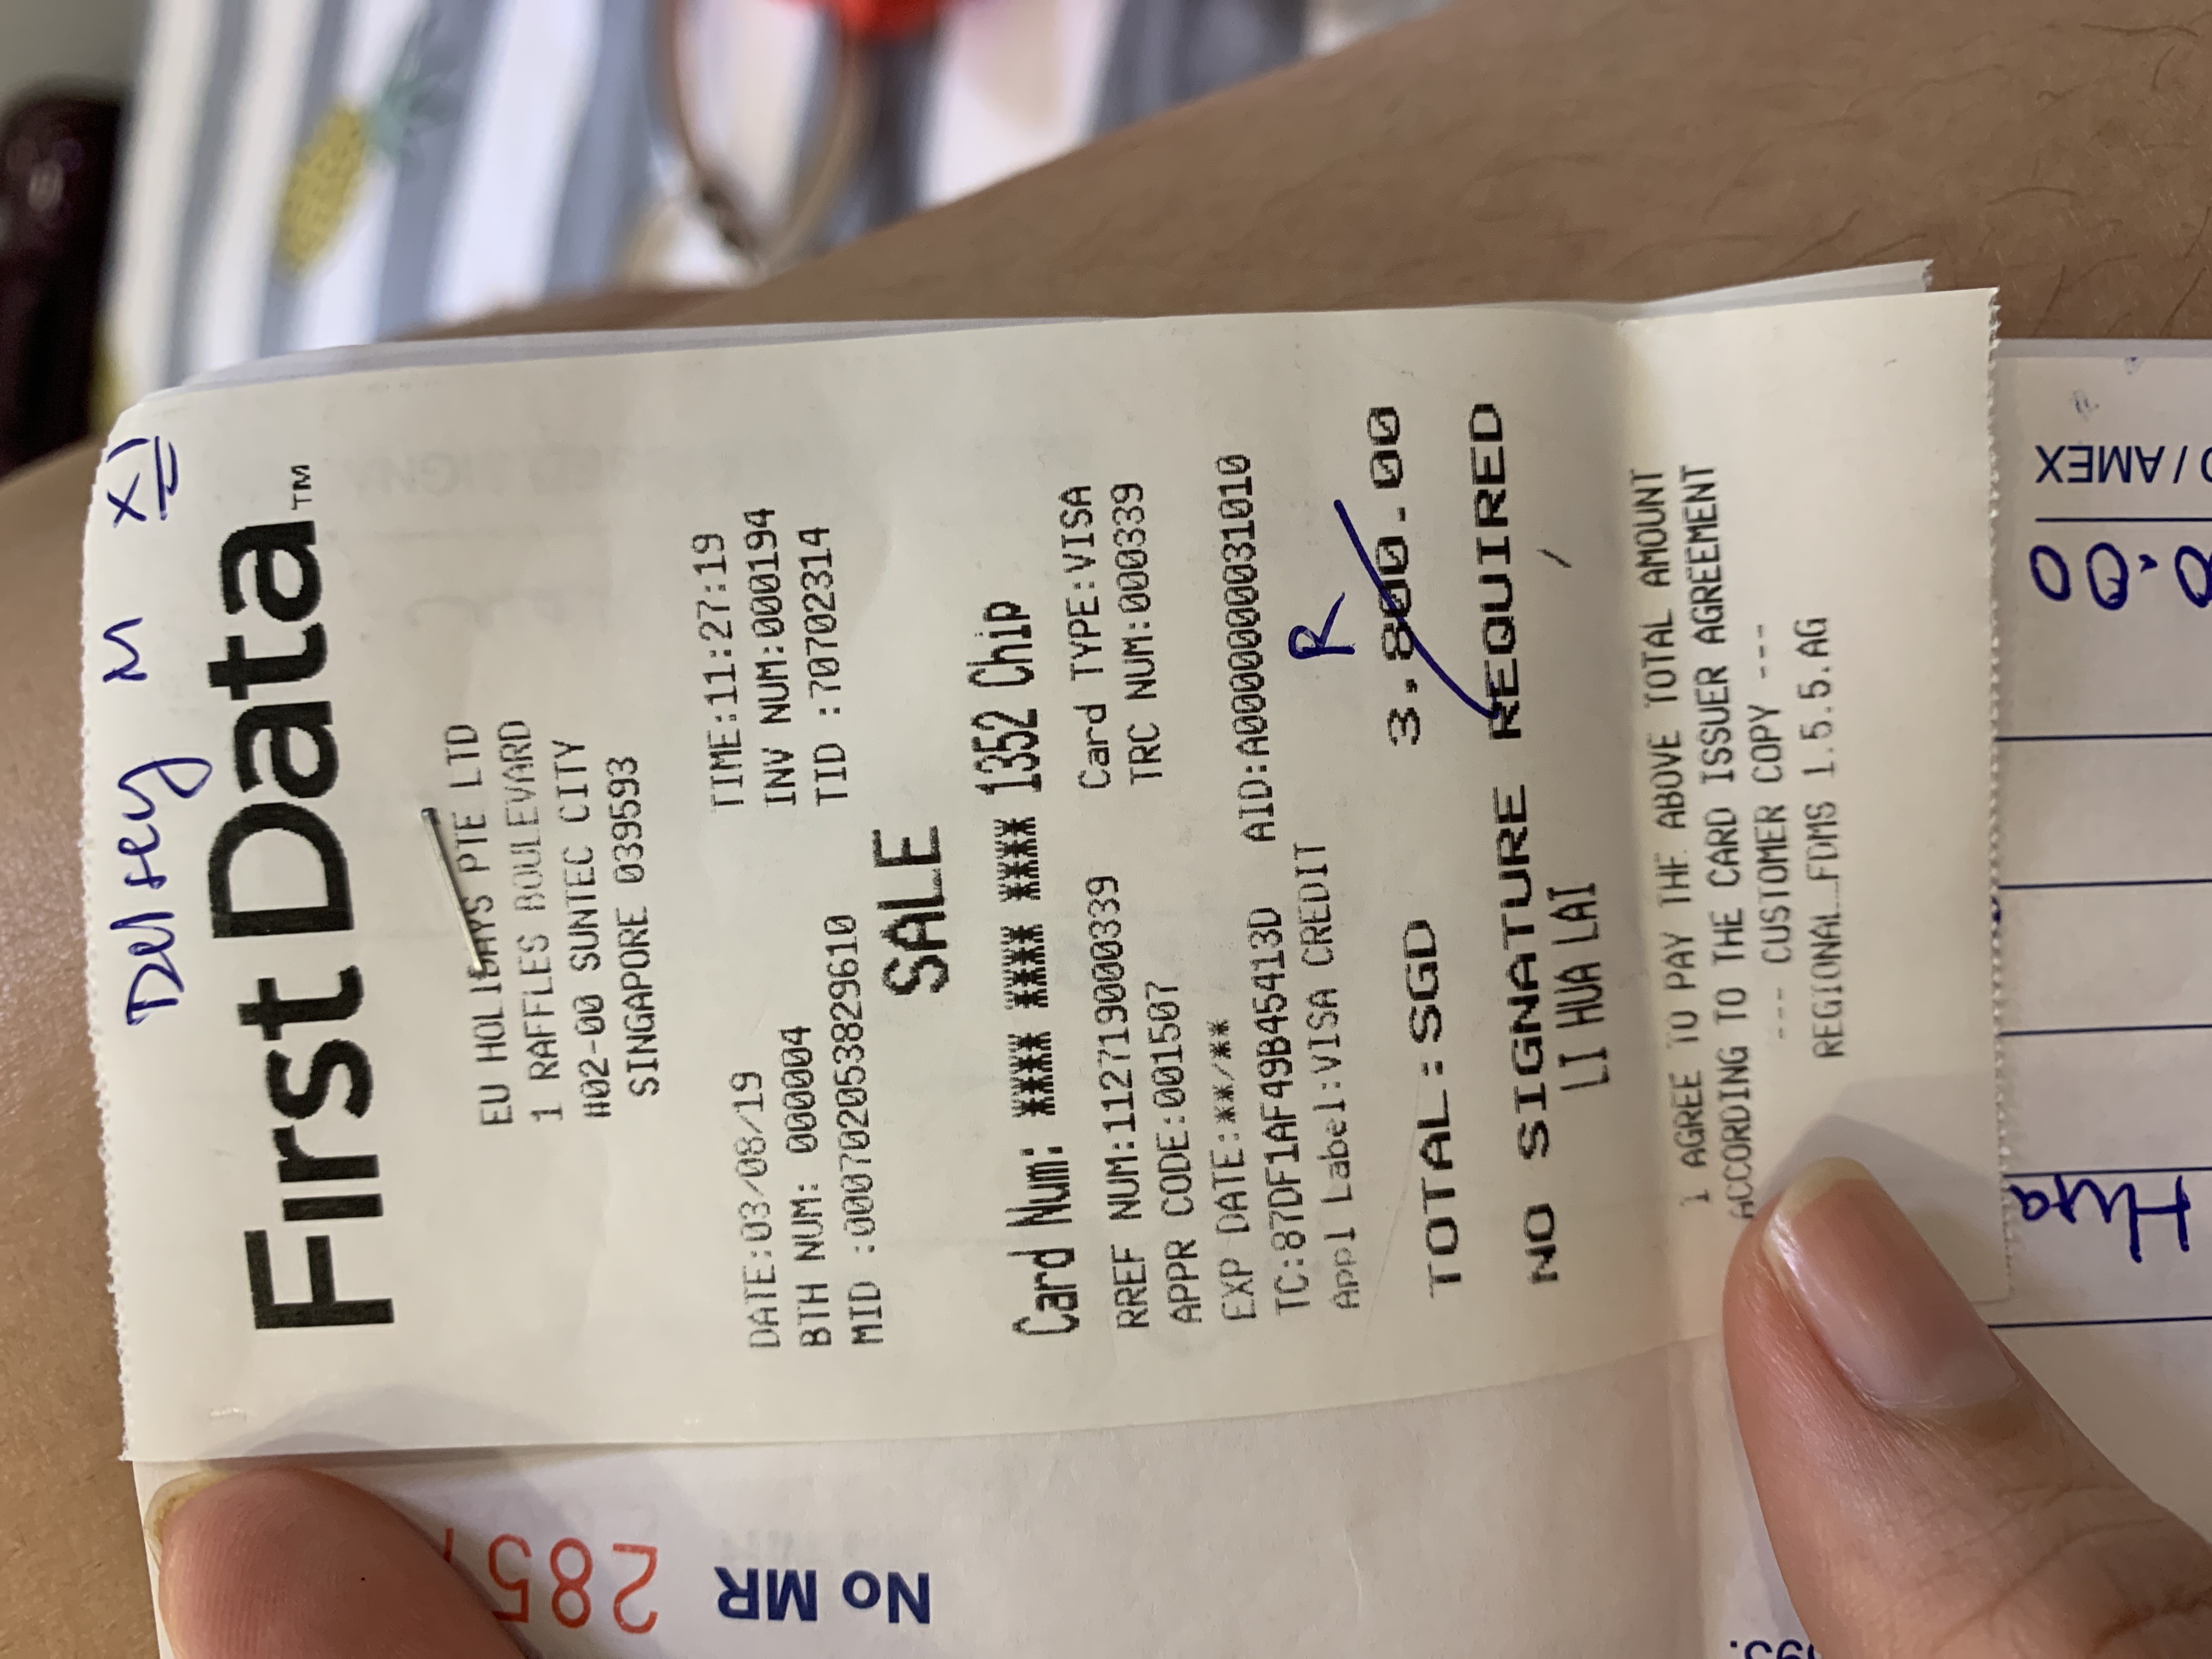 Delsey M x1
First Data™
EU HOLIDAYS PTE LTD
1 RAFFLES BOULEVARD
#02-00 SUNTEC CITY
SINGAPORE 039593
DATE:03/08/19 TIME:11:27:19
BTH NUM: 000004 INV NUM:000194
MID :000702053829610 TID :70702314
SALE
Card Num: **** **** **** 1352 Chip
Card TYPE:VISA
RREF NUM:112719000339 TRC NUM:000339
APPR CODE:001507
EXP DATE:**/**
TC:87DF1AF49B45413D AID:A0000000031010
Appl Label:VISA CREDIT
R
TOTAL:SGD 3,800.00
NO SIGNATURE REQUIRED
LI HUA LAI
I AGREE TO PAY THE ABOVE TOTAL AMOUNT
ACCORDING TO THE CARD ISSUER AGREEMENT
--- CUSTOMER COPY ---
REGIONAL_FDMS 1.5.5.AG
No MR 285
/ AMEX
Hua